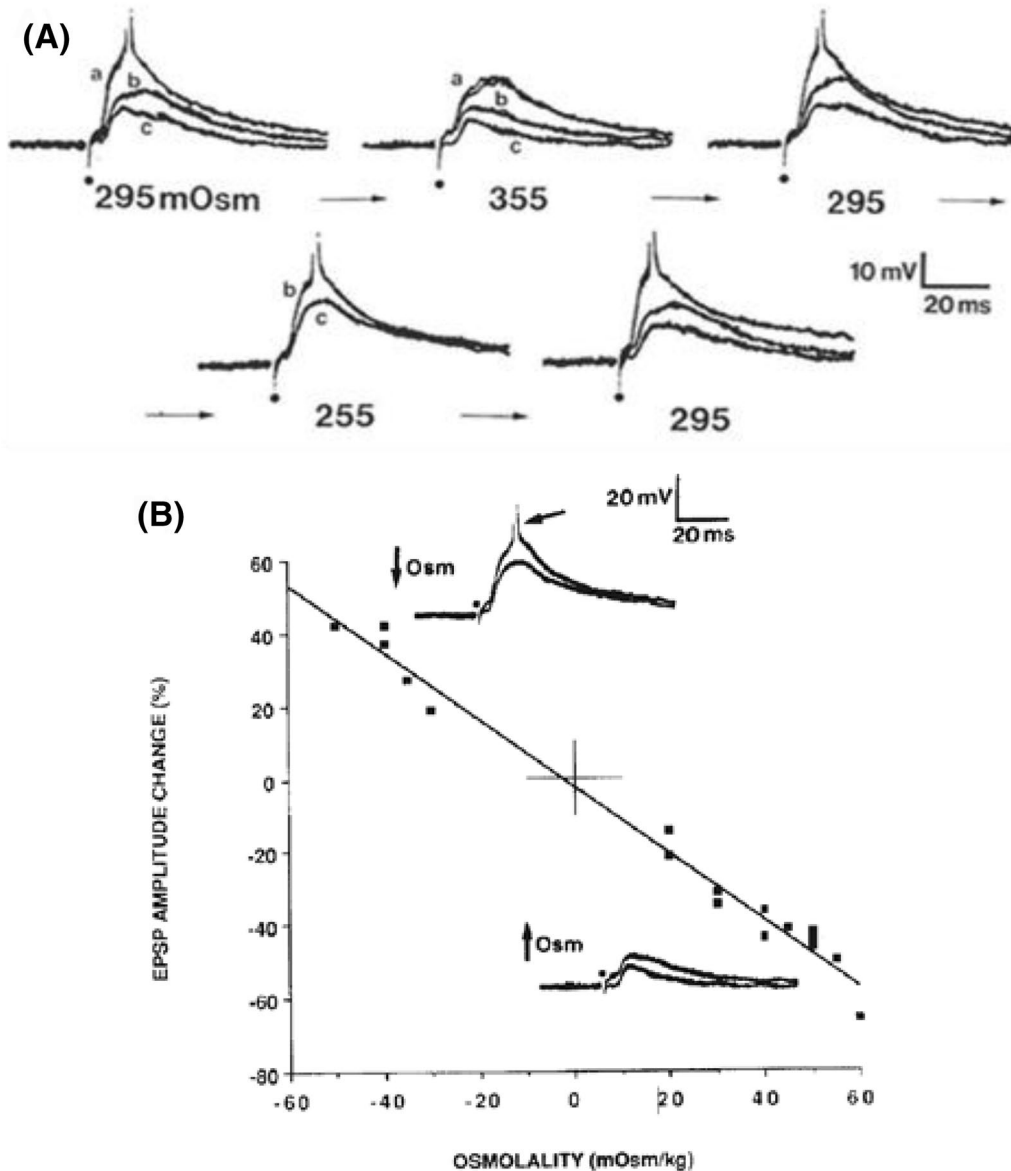 (A)
a
b
c
a
b
c
295 mOsm
355
295
10 mV
20 ms
b
c
255
295
(B)
20 mV
20 ms
Osm
60
40
20
0
-20
-40
-60
-80
EPSP AMPLITUDE CHANGE (%)
Osm
-60
-40
-20
0
20
40
60
OSMOLALITY (mOsm/kg)